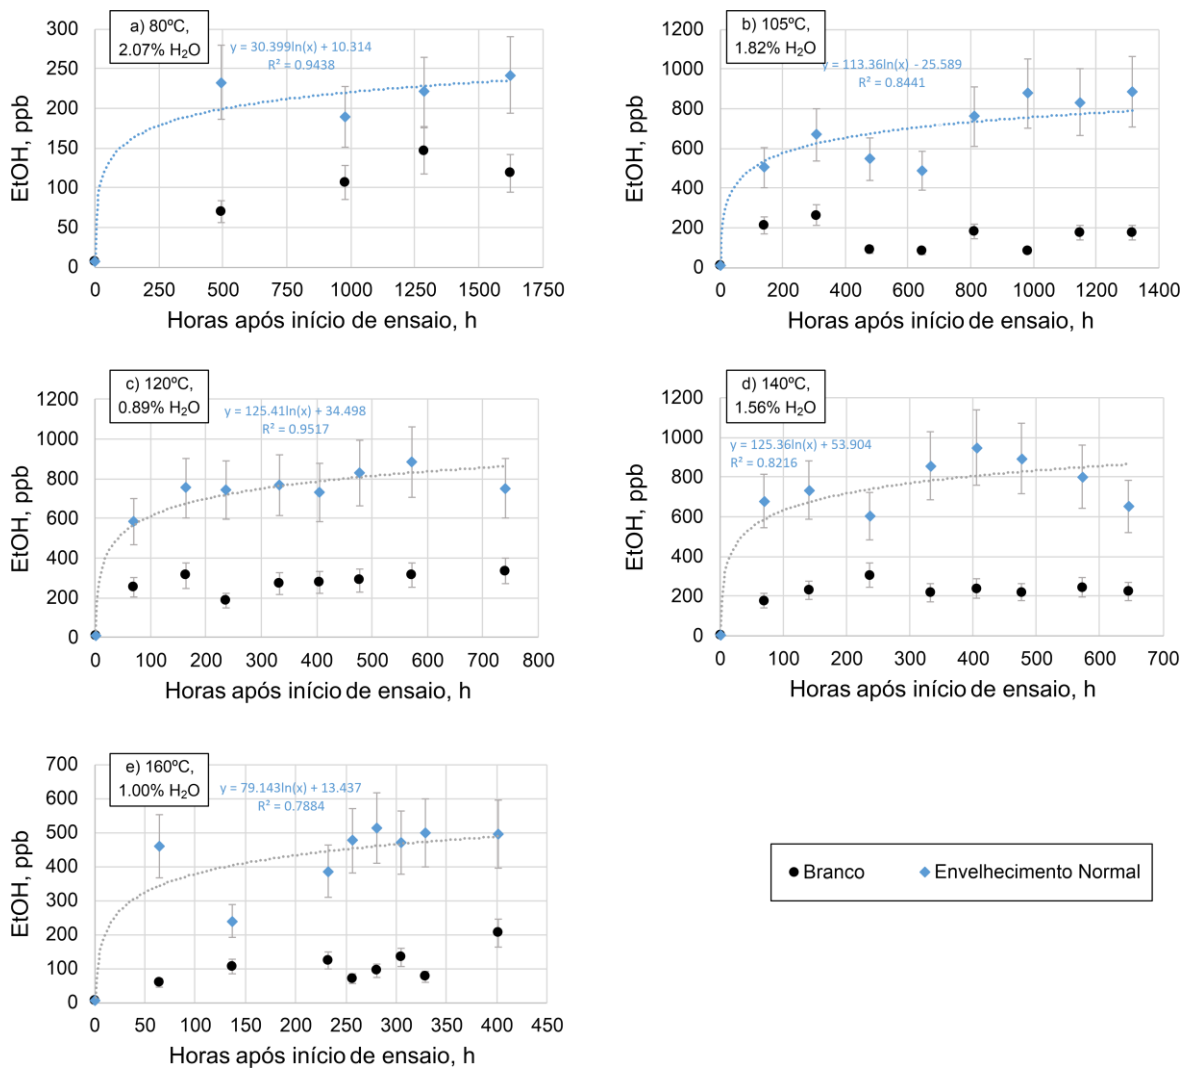 a) 80ºC,
2.07% H₂O
y = 30.399ln(x) + 10.314
R² = 0.9438
EtOH, ppb
300
250
200
150
100
50
0
0 250 500 750 1000 1250 1500 1750
Horas após início de ensaio, h
b) 105ºC,
1.82% H₂O
y = 113.36ln(x) - 25.589
R² = 0.8441
EtOH, ppb
1200
1000
800
600
400
200
0
0 200 400 600 800 1000 1200 1400
Horas após início de ensaio, h
c) 120ºC,
0.89% H₂O
y = 125.41ln(x) + 34.498
R² = 0.9517
EtOH, ppb
1200
1000
800
600
400
200
0
0 100 200 300 400 500 600 700 800
Horas após início de ensaio, h
d) 140ºC,
1.56% H₂O
y = 125.36ln(x) + 53.904
R² = 0.8216
EtOH, ppb
1200
1000
800
600
400
200
0
0 100 200 300 400 500 600 700
Horas após início de ensaio, h
e) 160ºC,
1.00% H₂O
y = 79.143ln(x) + 13.437
R² = 0.7884
EtOH, ppb
700
600
500
400
300
200
100
0
0 50 100 150 200 250 300 350 400 450
Horas após início de ensaio, h
Branco Envelhecimento Normal